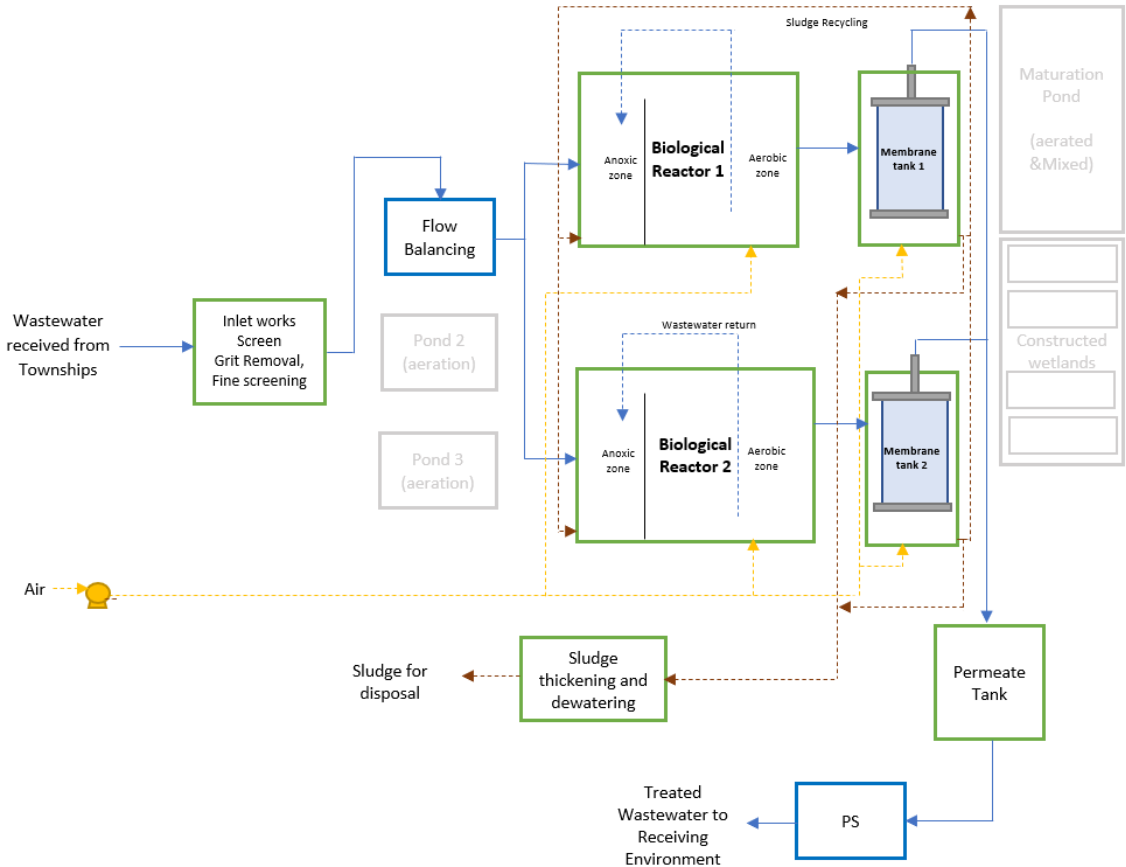 Sludge Recycling
Maturation
Pond
(aerated
&Mixed)
Anoxic
zone
Biological
Reactor 1
Aerobic
zone
Membrane
tank 1
Flow
Balancing
Wastewater
received from
Townships
Inlet works
Screen
Grit Removal,
Fine screening
Pond 2
(aeration)
Wastewater return
Constructed
wetlands
Anoxic
zone
Biological
Reactor 2
Aerobic
zone
Membrane
tank 2
Pond 3
(aeration)
Air
Sludge for
disposal
Sludge
thickening and
dewatering
Permeate
Tank
Treated
Wastewater to
Receiving
Environment
PS